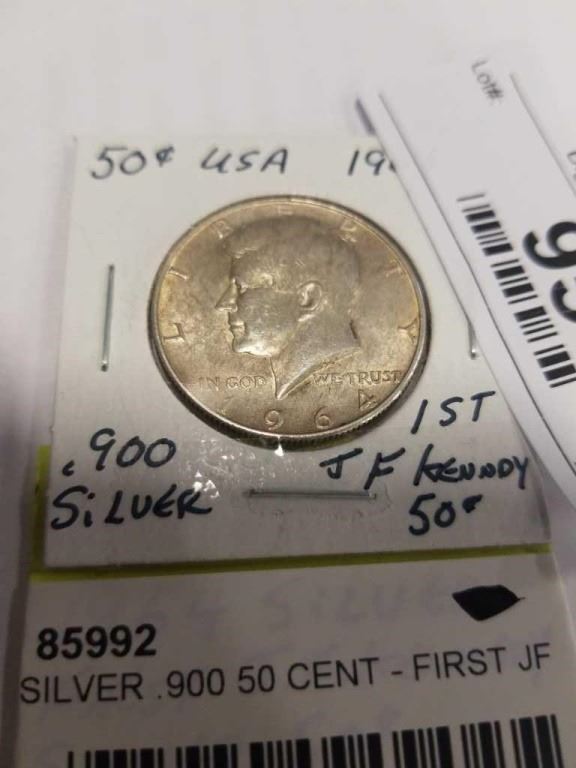 Lot#:
50¢ USA
LIBERTY
IN GOD WE TRUST
1964
.900
SILVER
1ST
J F KENNDY
50¢
85992
SILVER .900 50 CENT - FIRST JF